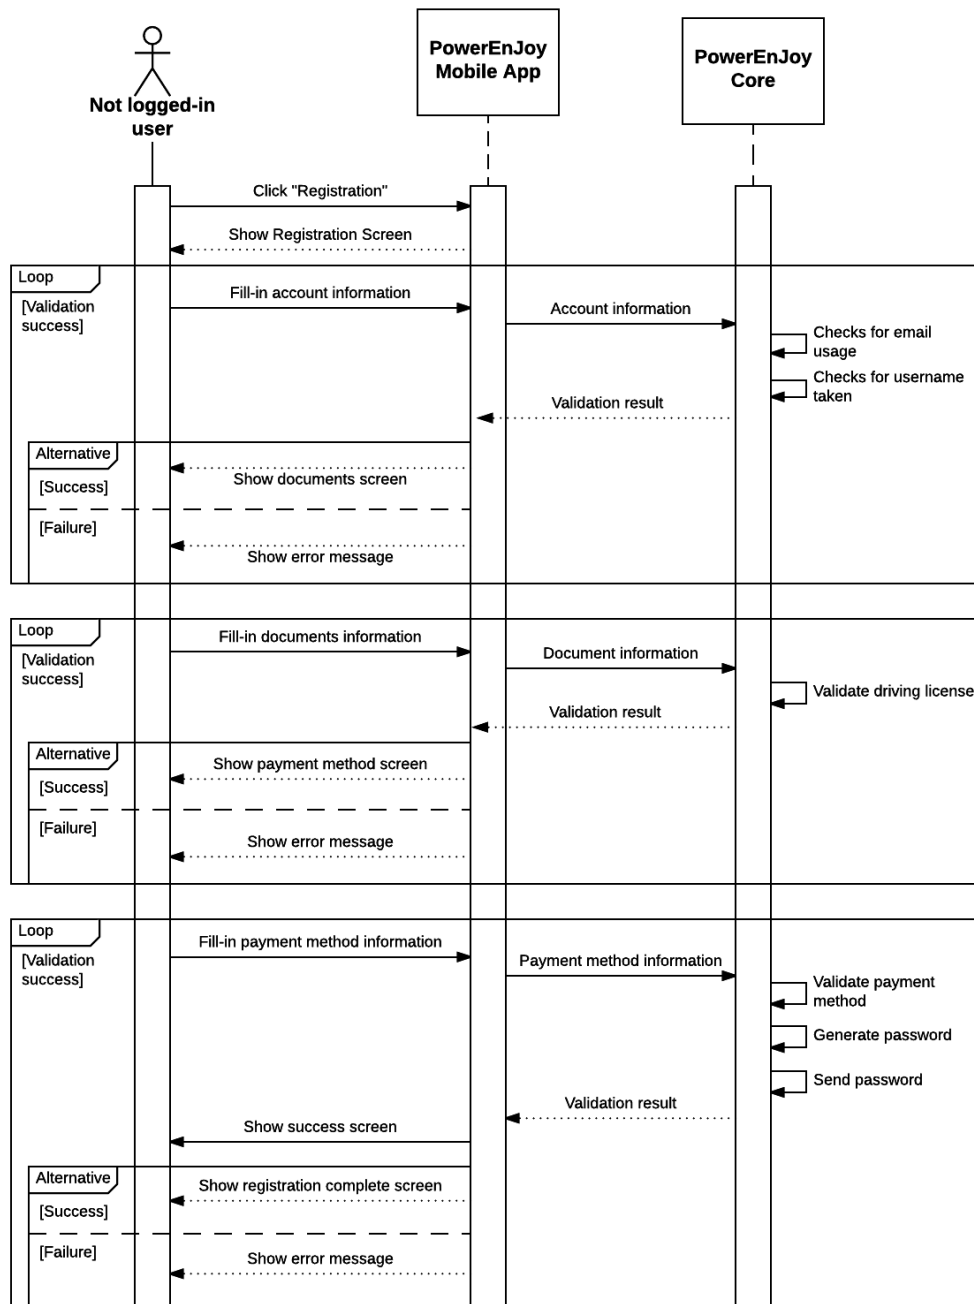 PowerEnJoy
Mobile App
PowerEnJoy
Core
Not logged-in
user
Click "Registration"
Show Registration Screen
Loop
[Validation
success]
Fill-in account information
Account information
Checks for email
usage
Checks for username
taken
Validation result
Alternative
[Success]
Show documents screen
[Failure]
Show error message
Loop
[Validation
success]
Fill-in documents information
Document information
Validate driving license
Validation result
Alternative
Show payment method screen
[Success]
[Failure]
Show error message
Loop
[Validation
success]
Fill-in payment method information
Payment method information
Validate payment
method
Generate password
Send password
Validation result
Show success screen
Alternative
Show registration complete screen
[Success]
[Failure]
Show error message